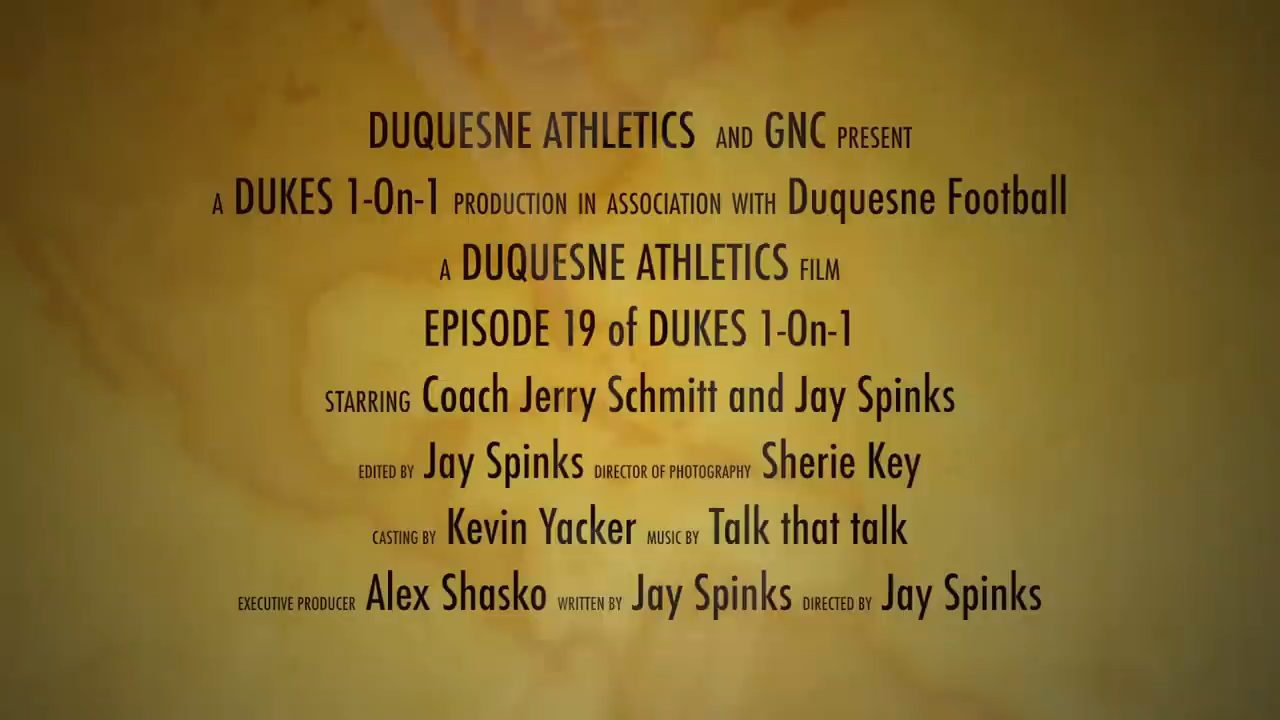 DUQUESNE ATHLETICS AND GNC PRESENT
A DUKES 1-On-1 PRODUCTION IN ASSOCIATION WITH Duquesne Football
A DUQUESNE ATHLETICS FILM
EPISODE 19 of DUKES 1-On-1
STARRING Coach Jerry Schmitt and Jay Spinks
EDITED BY Jay Spinks DIRECTOR OF PHOTOGRAPHY Sherie Key
CASTING BY Kevin Yacker MUSIC BY Talk that talk
EXECUTIVE PRODUCER Alex Shasko WRITTEN BY Jay Spinks DIRECTED BY Jay Spinks